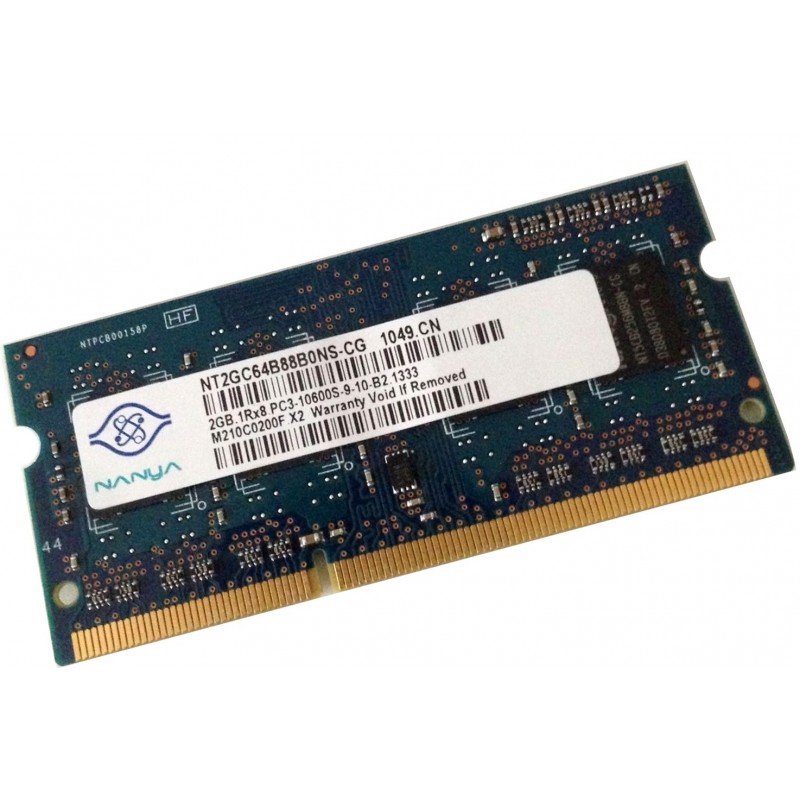 NTPCB00158P
HF
NT2GC64B88B0NS-CG 1049.CN
2GB.1Rx8 PC3-10600S-9-10-B2.1333
M210C0200F X2 Warranty Void If Removed
NANYA
44